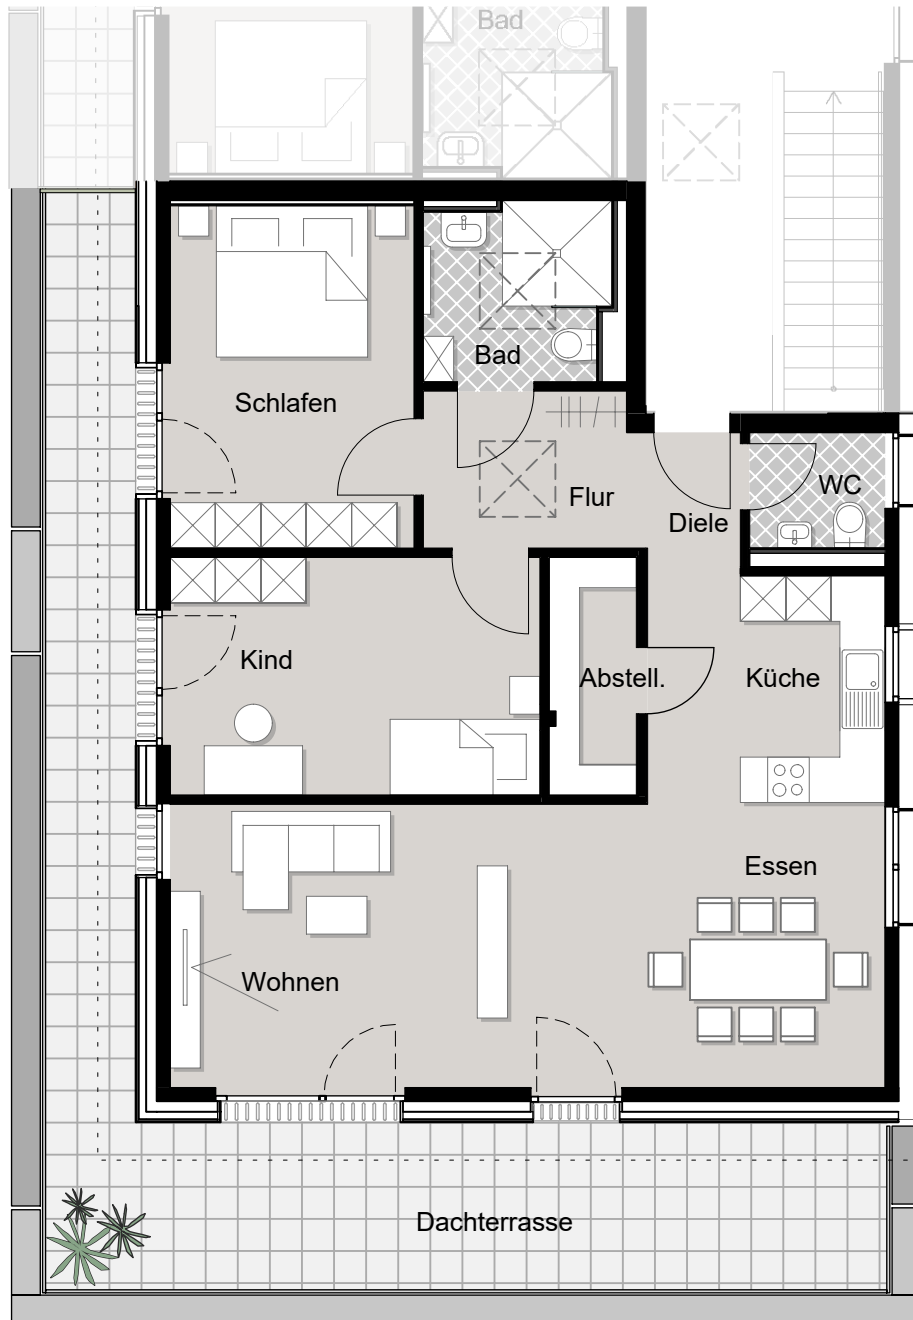 Bad
Bad
Schlafen
WC
Flur
Diele
Kind
Abstell.
Küche
Essen
Wohnen
Dachterrasse